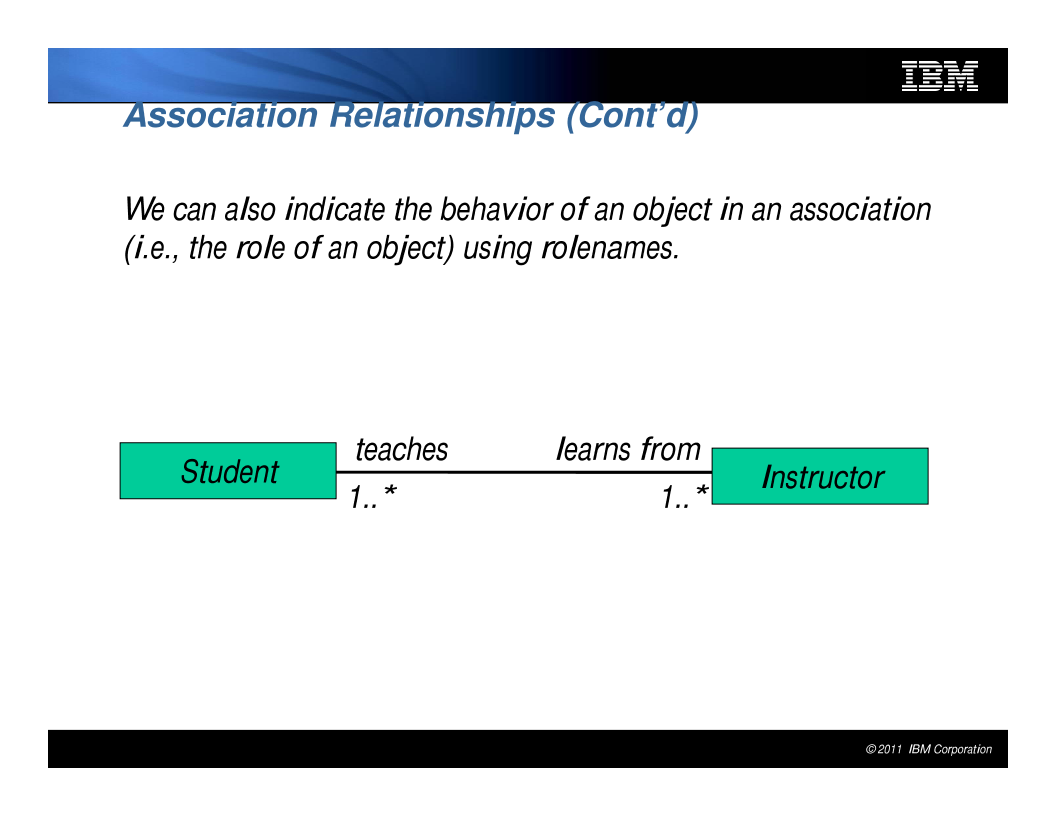 IBM
Association Relationships (Cont’d)
We can also indicate the behavior of an object in an association
(i.e., the role of an object) using rolenames.
teaches learns from
Student Instructor
1..* 1..*
© 2011 IBM Corporation